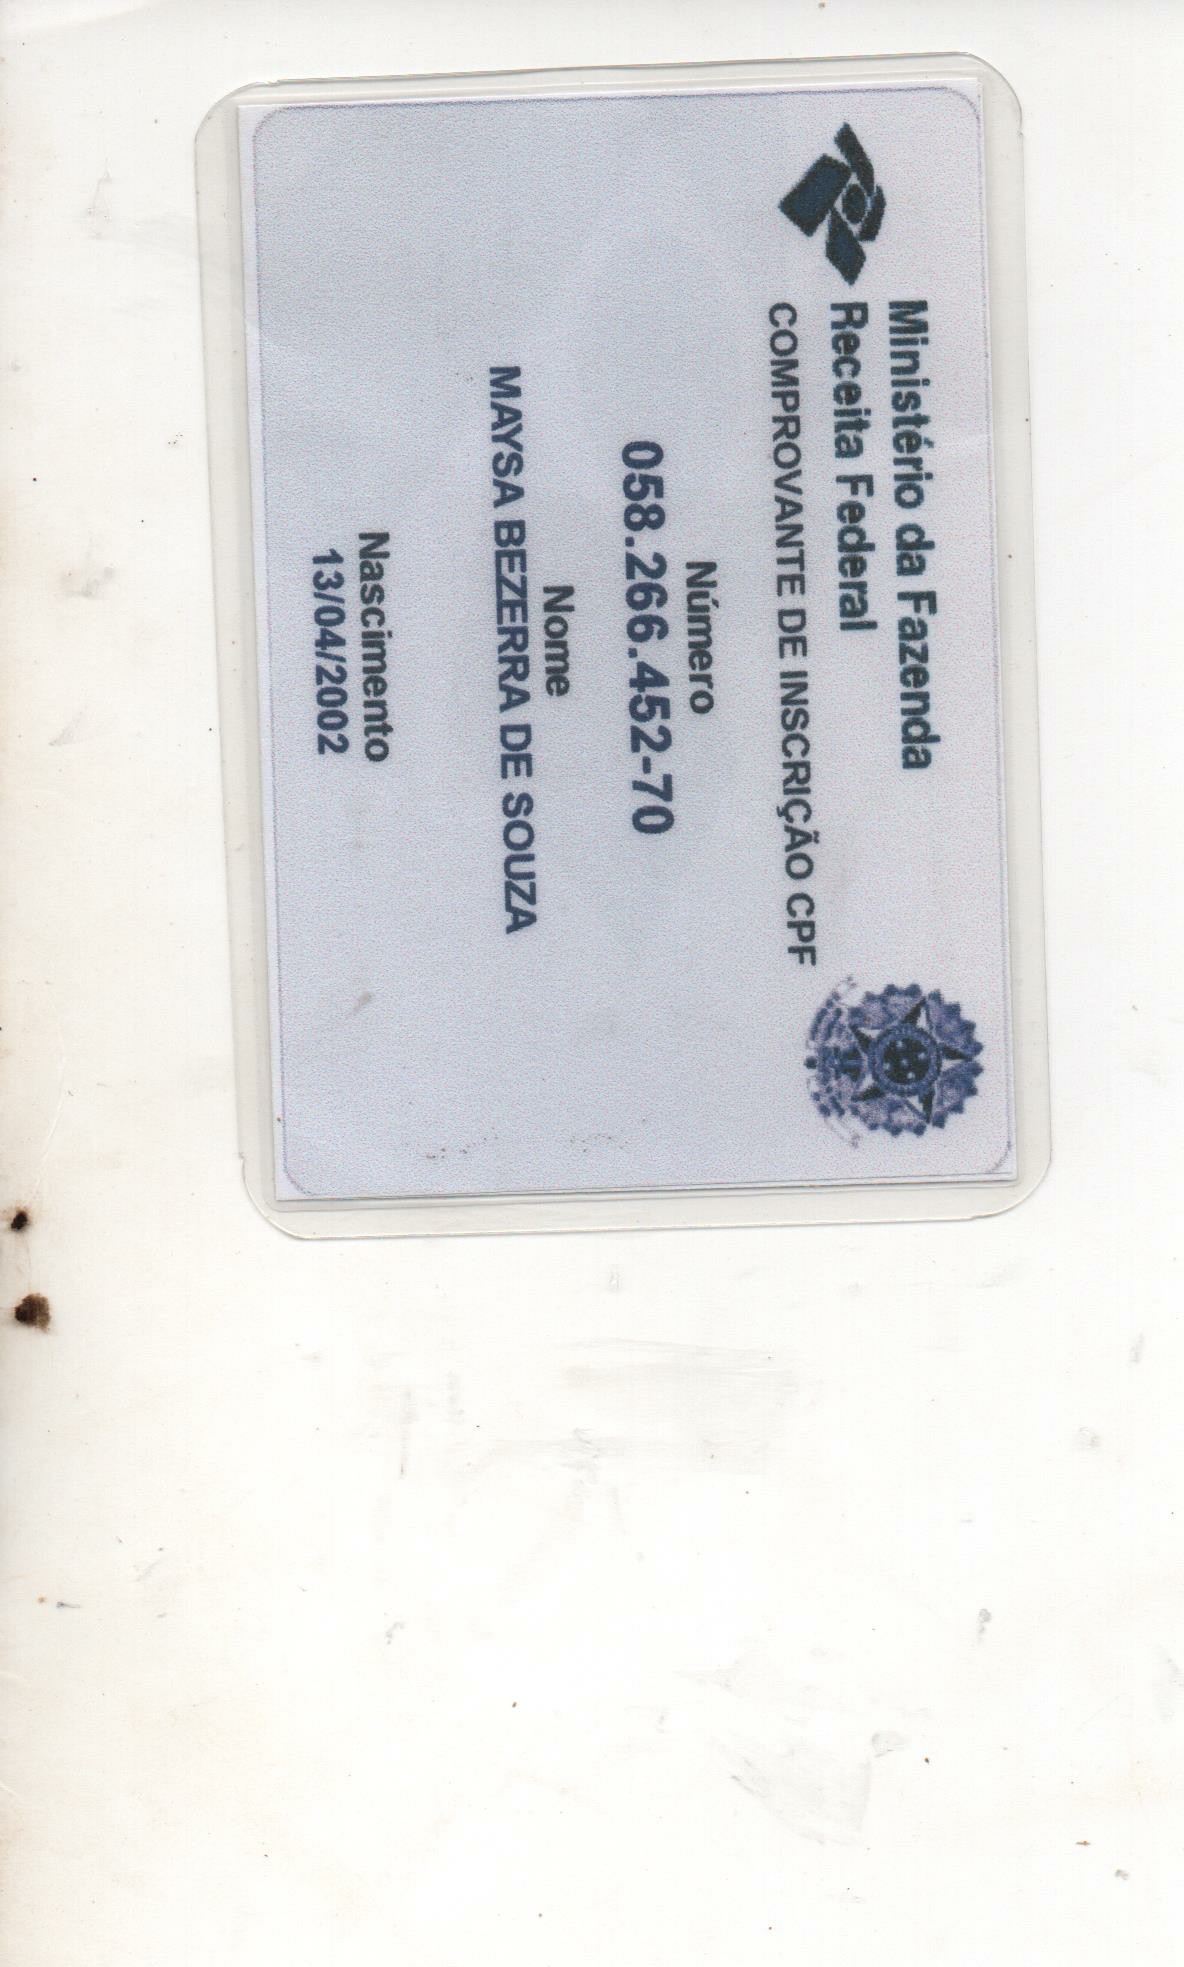 Ministério da Fazenda
Receita Federal
COMPROVANTE DE INSCRIÇÃO CPF
Número
058.266.452-70
Nome
MAYSA BEZERRA DE SOUZA
Nascimento
13/04/2002